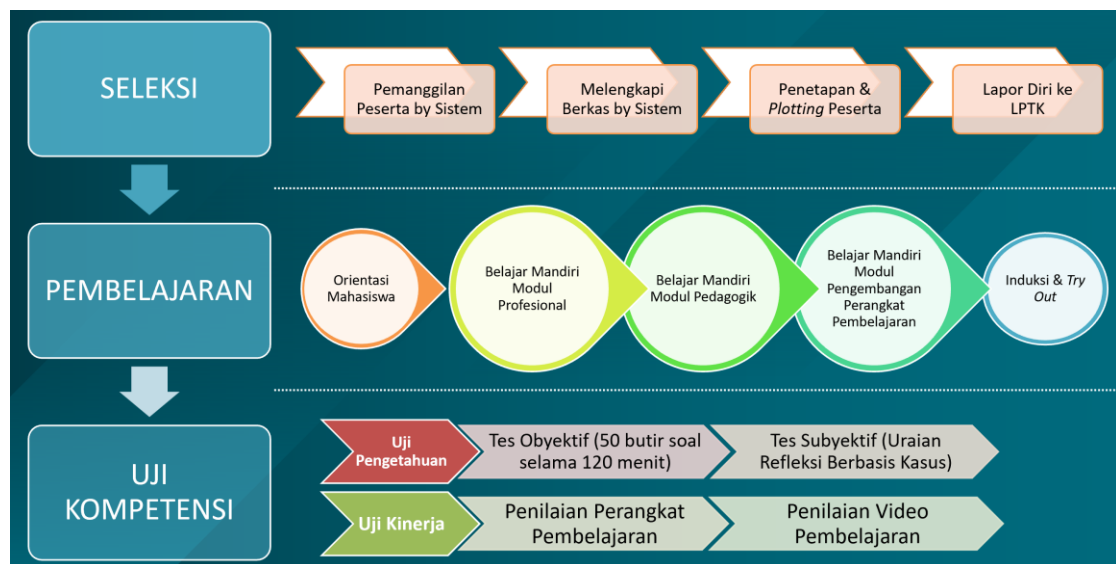 SELEKSI
Pemanggilan
Peserta by Sistem
Melengkapi
Berkas by Sistem
Penetapan &
Plotting Peserta
Lapor Diri ke
LPTK
PEMBELAJARAN
Orientasi
Mahasiswa
Belajar Mandiri
Modul
Profesional
Belajar Mandiri
Modul Pedagogik
Belajar Mandiri
Modul
Pengembangan
Perangkat
Pembelajaran
Induksi & Try
Out
UJI
KOMPETENSI
Uji
Pengetahuan
Tes Obyektif (50 butir soal
selama 120 menit)
Tes Subyektif (Uraian
Refleksi Berbasis Kasus)
Uji Kinerja
Penilaian Perangkat
Pembelajaran
Penilaian Video
Pembelajaran